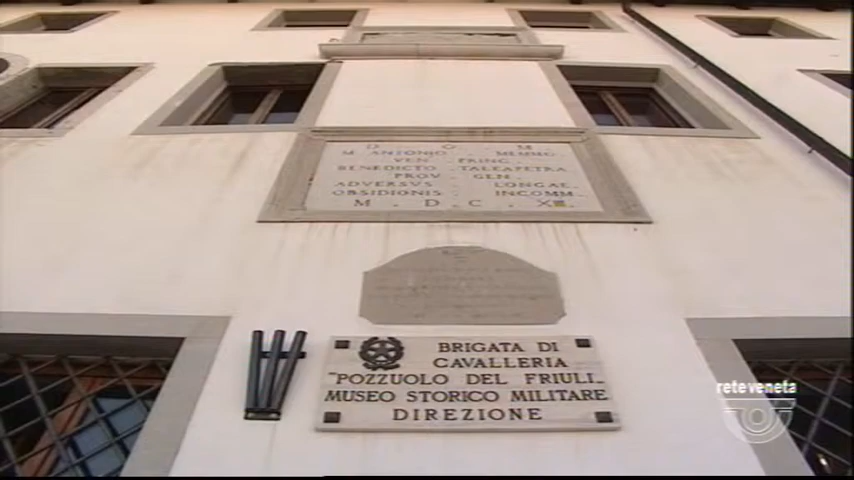 D. O. M.
M. ANTONIO MEMMO
VEN PRINC.
BENEDICTO TALEAPETRA
PROV GEN
ADVERSVS LONGAE
OBSIDIONIS INCOMM
M. D. C.
BRIGATA DI
CAVALLERIA
"POZZUOLO DEL FRIULI"
MUSEO STORICO MILITARE
DIREZIONE
reteveneta